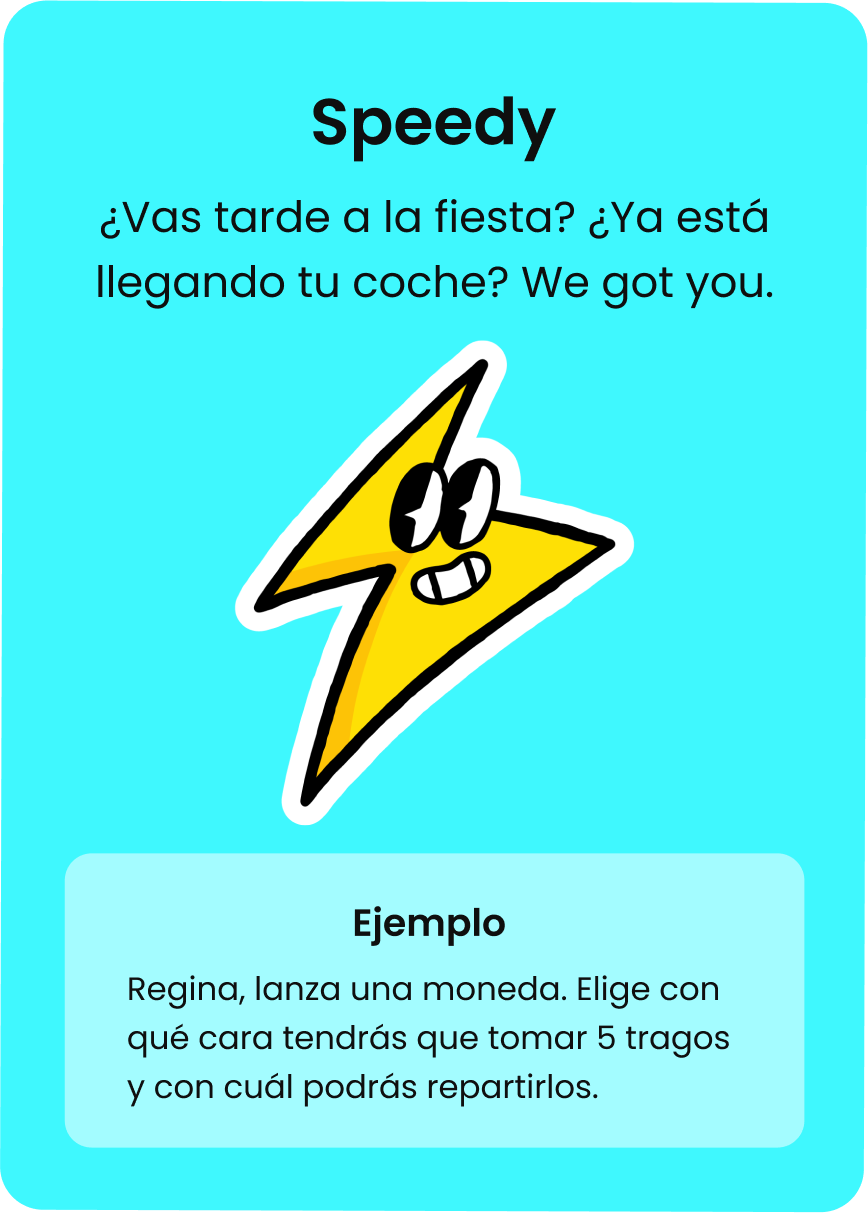 Speedy
¿Vas tarde a la fiesta? ¿Ya está
llegando tu coche? We got you.
Ejemplo
Regina, lanza una moneda. Elige con
qué cara tendrás que tomar 5 tragos
y con cuál podrás repartirlos.